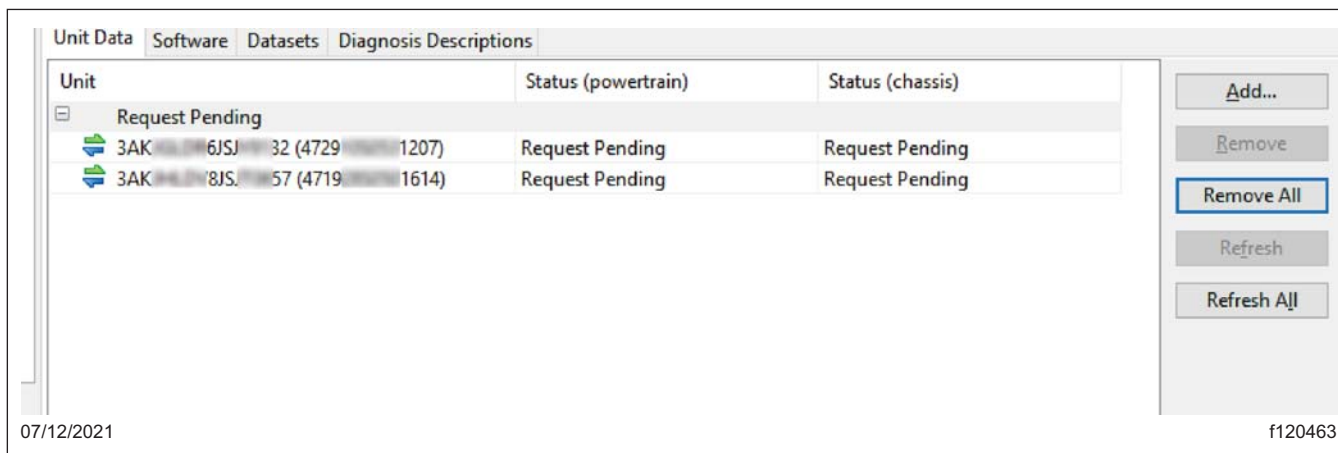 Unit Data Software Datasets Diagnosis Descriptions
Unit Status (powertrain) Status (chassis)
Request Pending
3AK 6JSJ 32 (4729 1207) Request Pending Request Pending
3AK 8JS 57 (4719 1614) Request Pending Request Pending
Add...
Remove
Remove All
Refresh
Refresh All
07/12/2021 f120463